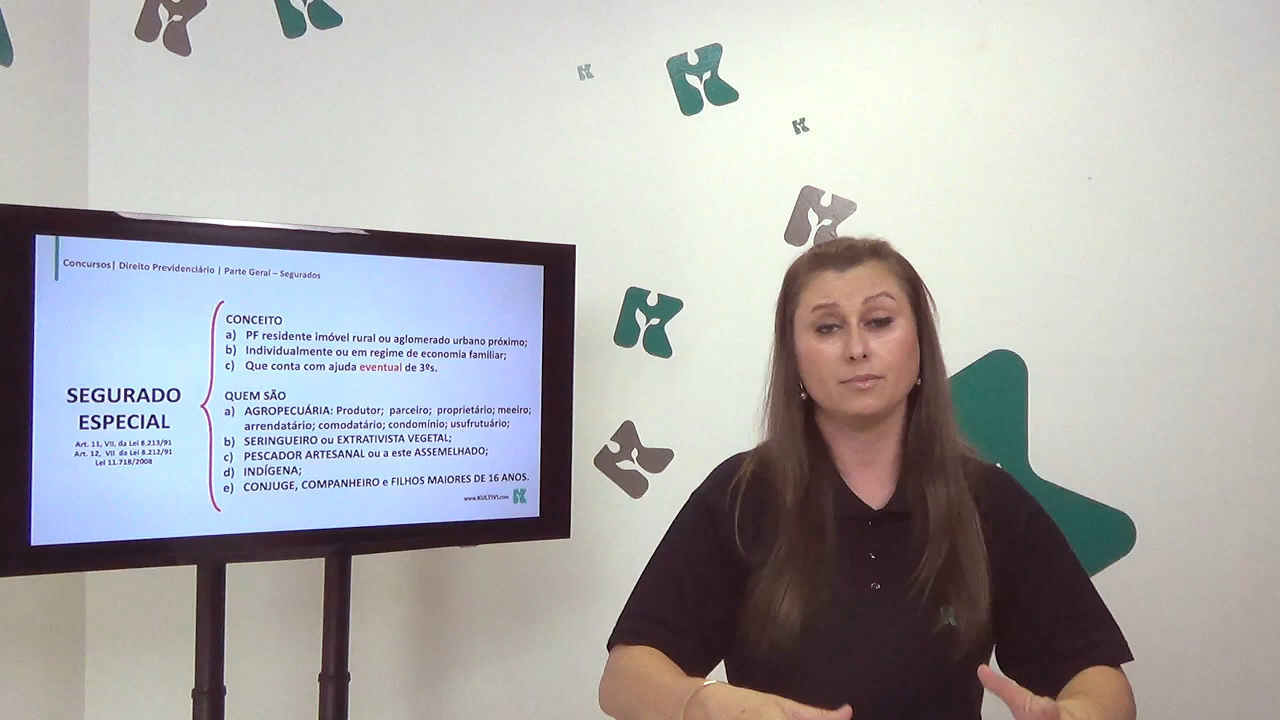 Concursos| Direito Previdenciário | Parte Geral – Segurados
CONCEITO
a) PF residente imóvel rural ou aglomerado urbano próximo;
b) Individualmente ou em regime de economia familiar;
c) Que conta com ajuda eventual de 3ºs.
SEGURADO
ESPECIAL
Art. 11, VII, da Lei 8.213/91
Art. 12, VII da Lei 8.212/91
Lei 11.718/2008
QUEM SÃO
a) AGROPECUÁRIA: Produtor; parceiro; proprietário; meeiro;
arrendatário; comodatário; condomínio; usufrutuário;
b) SERINGUEIRO ou EXTRATIVISTA VEGETAL;
c) PESCADOR ARTESANAL ou a este ASSEMELHADO;
d) INDÍGENA;
e) CONJUGE, COMPANHEIRO e FILHOS MAIORES DE 16 ANOS.
www.KULTIVI.com